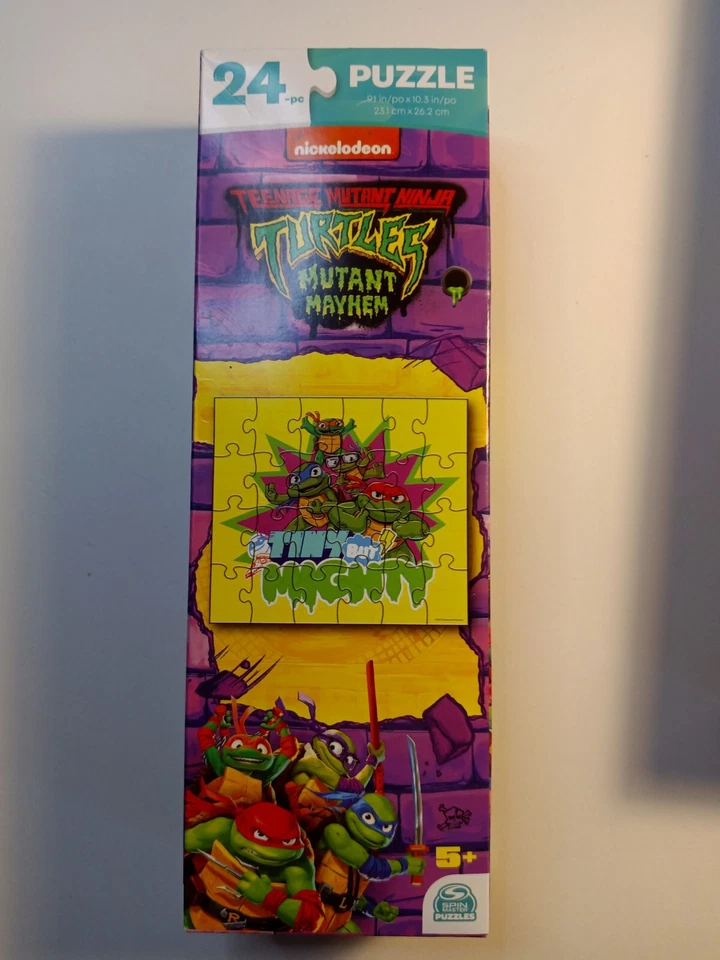 24-pc
PUZZLE
9.1 in/po x 10.3 in/po
23.1 cm x 26.2 cm
nickelodeon
TEENAGE MUTANT NINJA
TURTLES
MUTANT
MAYHEM
TINY BUT
MIGHTY
R
L
5+
SPIN
MASTER
PUZZLES